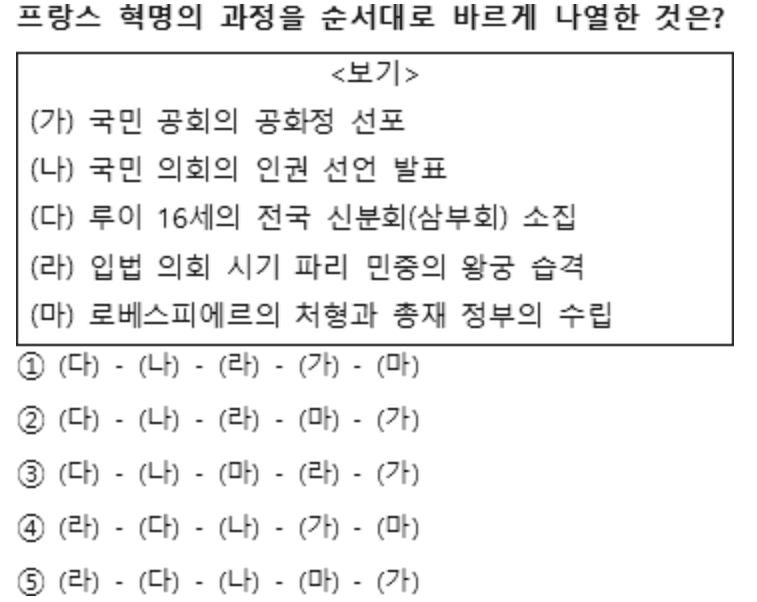 프랑스 혁명의 과정을 순서대로 바르게 나열한 것은?
<보기>
(가) 국민 공회의 공화정 선포
(나) 국민 의회의 인권 선언 발표
(다) 루이 16세의 전국 신분회(삼부회) 소집
(라) 입법 의회 시기 파리 민중의 왕궁 습격
(마) 로베스피에르의 처형과 총재 정부의 수립
① (다) - (나) - (라) - (가) - (마)
② (다) - (나) - (라) - (마) - (가)
③ (다) - (나) - (마) - (라) - (가)
④ (라) - (다) - (나) - (가) - (마)
⑤ (라) - (다) - (나) - (마) - (가)